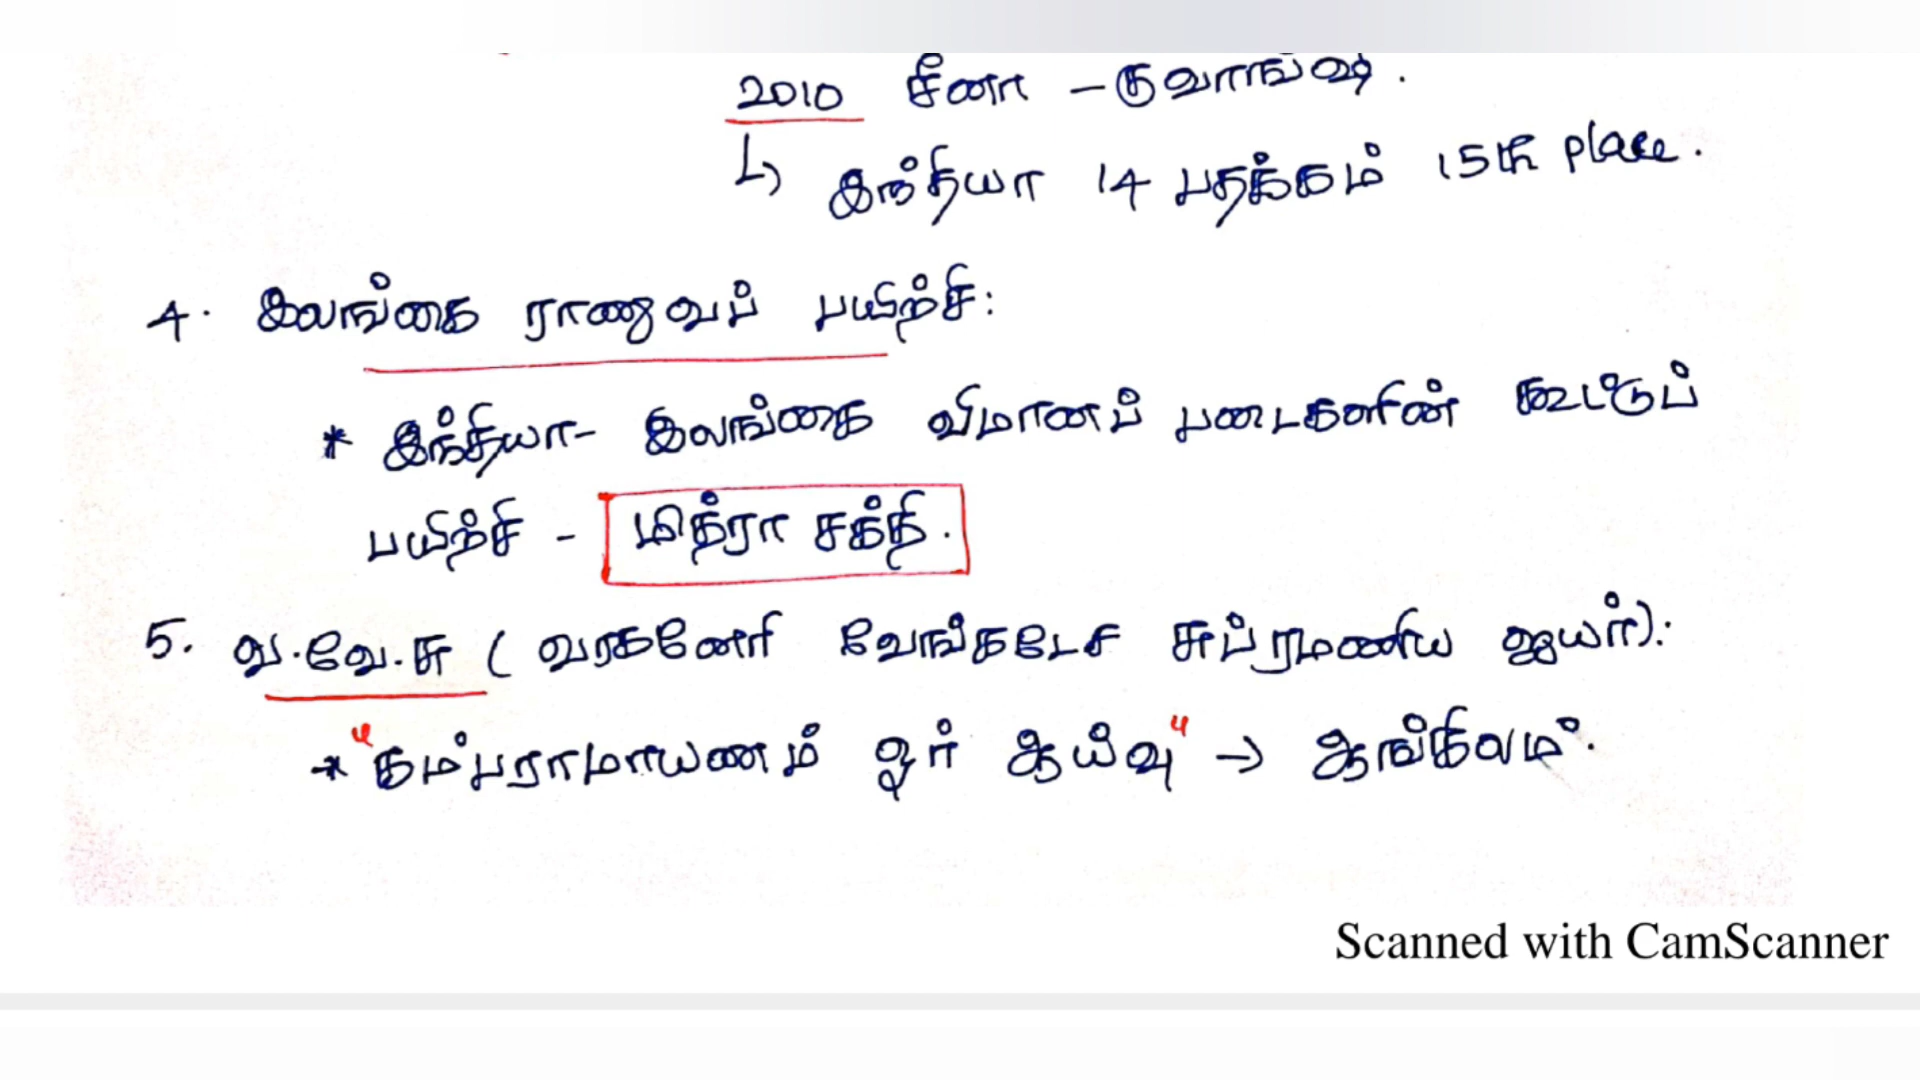 2010 சீனா - குவாங்ஷு.
↳ இந்தியா 14 பதக்கம் 15th place.
4. இலங்கை ராணுவப் பயிற்சி:
* இந்தியா - இலங்கை விமானப் படைகளின் கூட்டுப்
பயிற்சி - மித்ரா சக்தி.
5. வ.வே.சு (வரகனேரி வேங்கடேச சுப்ரமணிய ஐயர்):
* "கம்பராமாயணம் ஓர் ஆய்வு" → ஆங்கிலம்.
Scanned with CamScanner